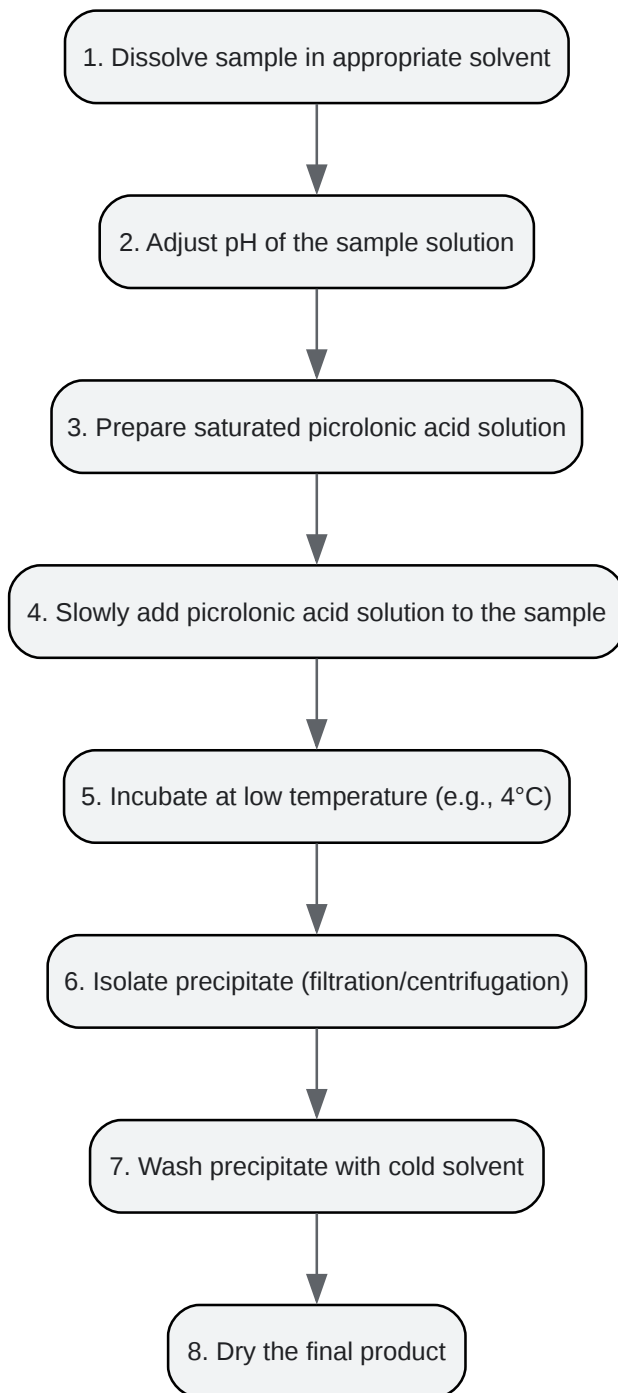 1. Dissolve sample in appropriate solvent
2. Adjust pH of the sample solution
3. Prepare saturated picrolonic acid solution
4. Slowly add picrolonic acid solution to the sample
5. Incubate at low temperature (e.g., 4°C)
6. Isolate precipitate (filtration/centrifugation)
7. Wash precipitate with cold solvent
8. Dry the final product